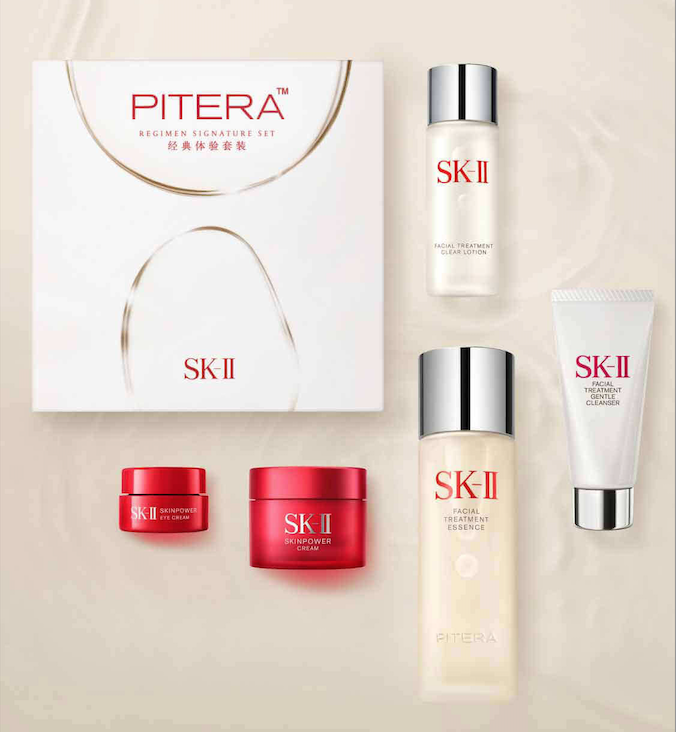 PITERA™
REGIMEN SIGNATURE SET
经典体验套装
SK-II
SK-II
FACIAL TREATMENT
CLEAR LOTION
SK-II
FACIAL
TREATMENT
GENTLE
CLEANSER
SK-II
SKINPOWER
EYE CREAM
SK-II
SKINPOWER
CREAM
SK-II
FACIAL
TREATMENT
ESSENCE
PITERA